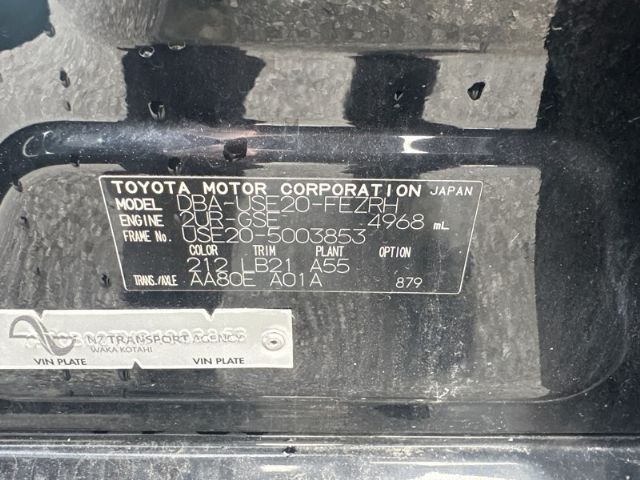 TOYOTA MOTOR CORPORATION JAPAN
MODEL DBA-USE20-FEZRH
ENGINE 2UR-GSE 4968 mL
FRAME No. USE20-5003853
COLOR TRIM PLANT OPTION
212 LB21 A55
TRANS./AXLE AA80E A01A 879
NZ TRANSPORT AGENCY
WAKA KOTAHI
VIN PLATE VIN PLATE